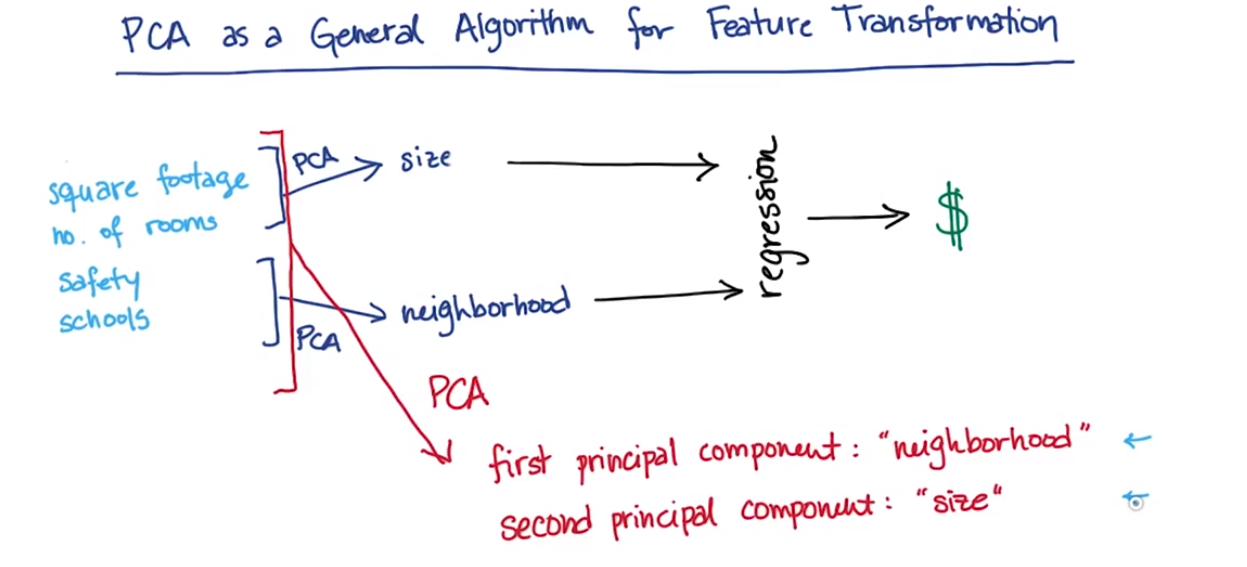 PCA as a General Algorithm for Feature Transformation
square footage
no. of rooms
safety
schools
PCA
size
PCA
neighborhood
regression
$
PCA
first principal component: "neighborhood"
second principal component: "size"